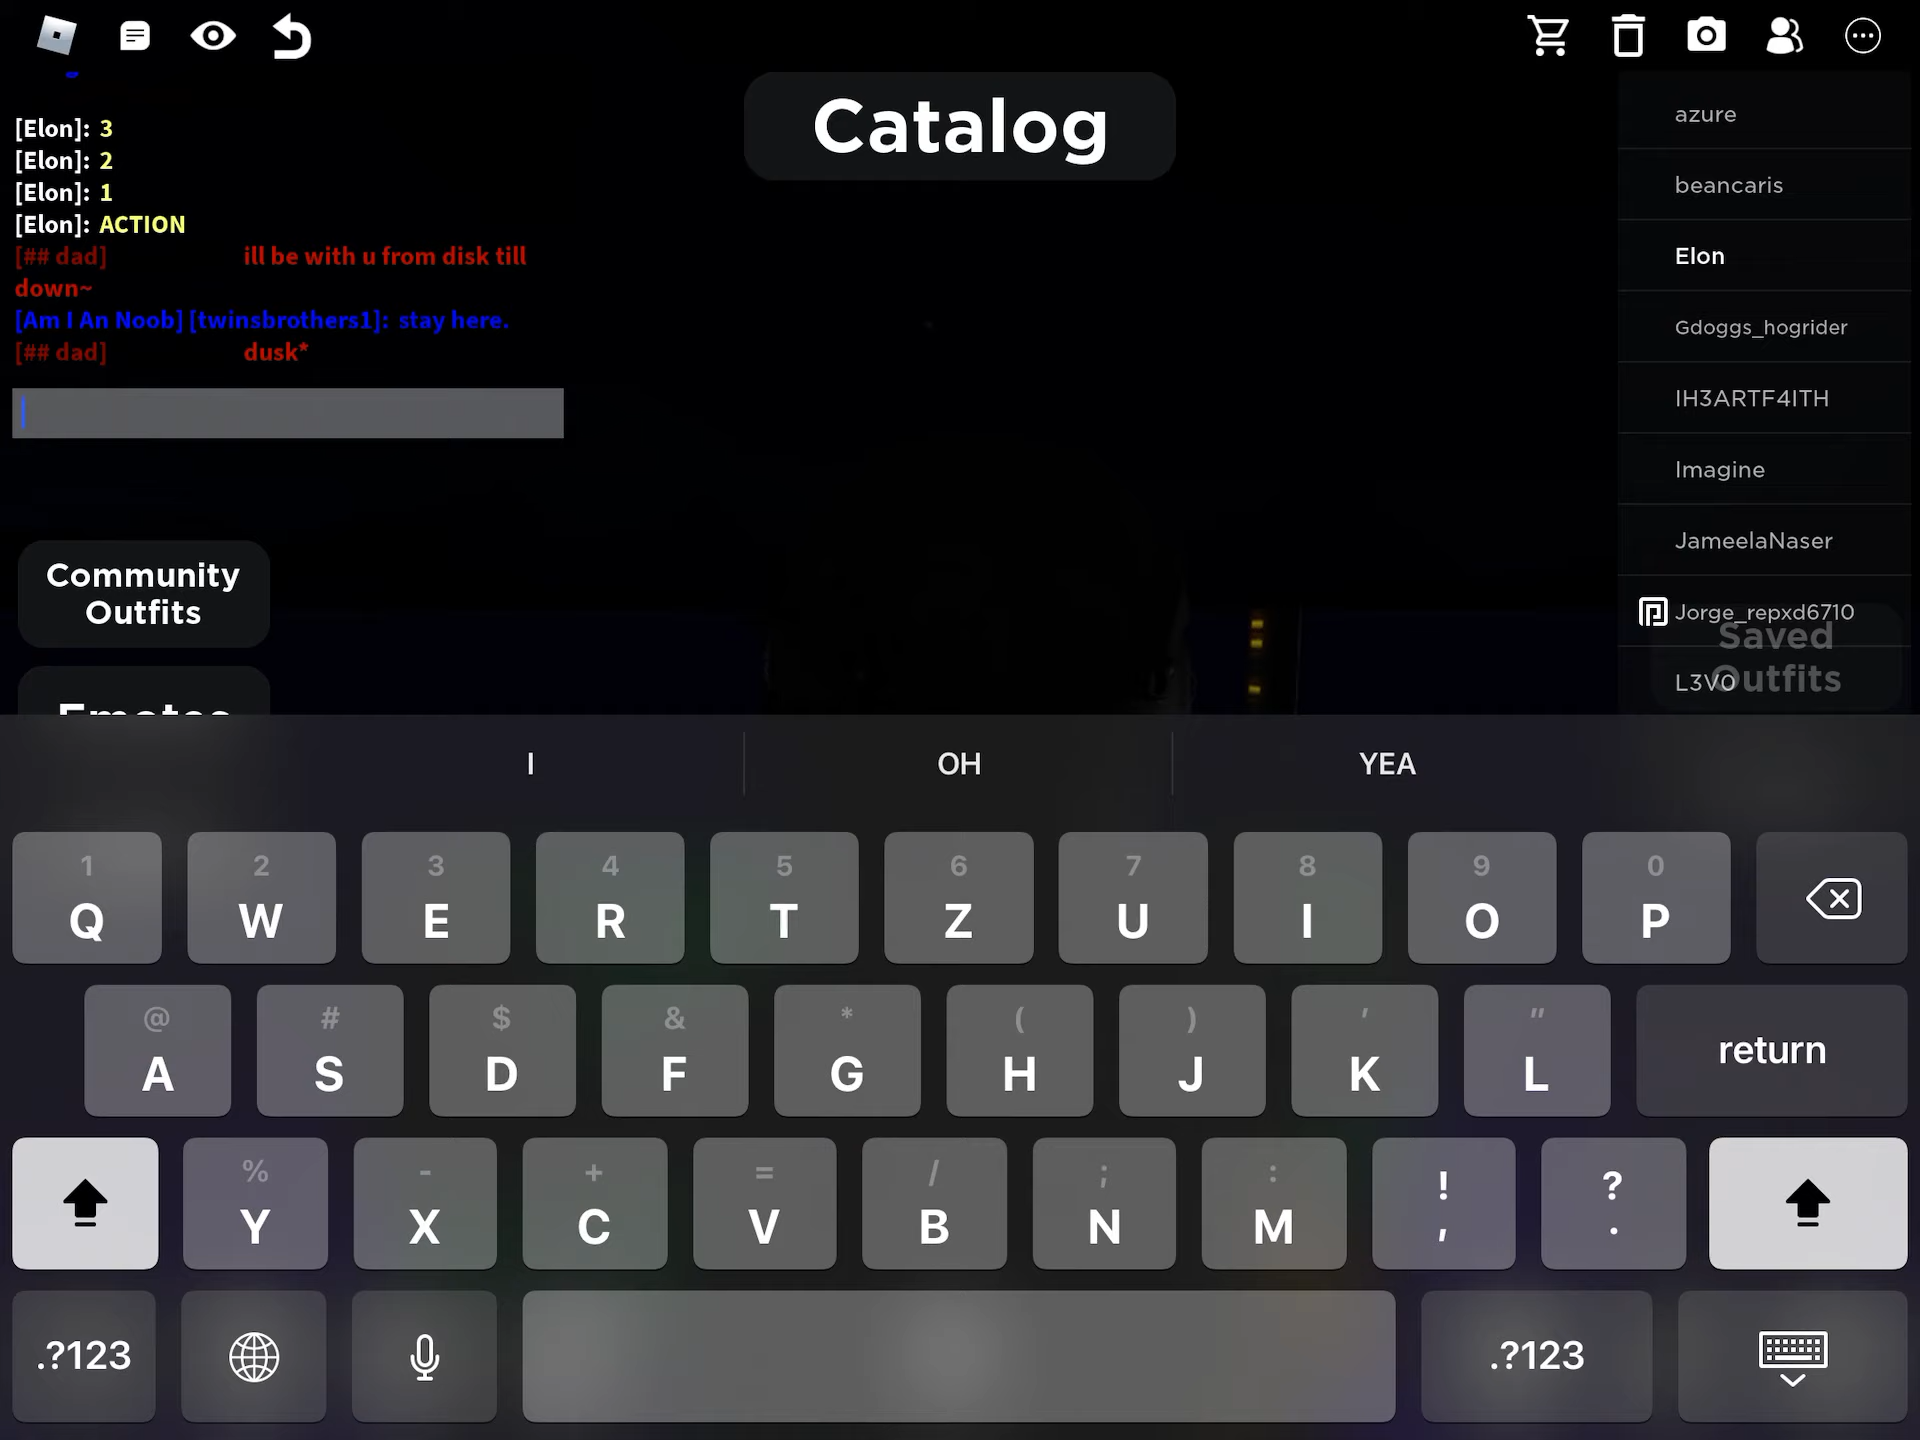 Catalog
[Elon]: 3
[Elon]: 2
[Elon]: 1
[Elon]: ACTION
[## dad] ill be with u from disk till
down~
[Am I An Noob] [twinsbrothers1]: stay here.
[## dad] dusk*
azure
beancaris
Elon
Gdoggs_hogrider
IH3ARTF4ITH
Imagine
JameelaNaser
Jorge_repxd6710
L3V0
Saved
Outfits
Community
Outfits
Emotes
I OH YEA
1 2 3 4 5 6 7 8 9 0
Q W E R T Z U I O P
@ # $ & * ( ) ' "
A S D F G H J K L return
% - + = / ; : ! ?
Y X C V B N M , .
.?123 .?123